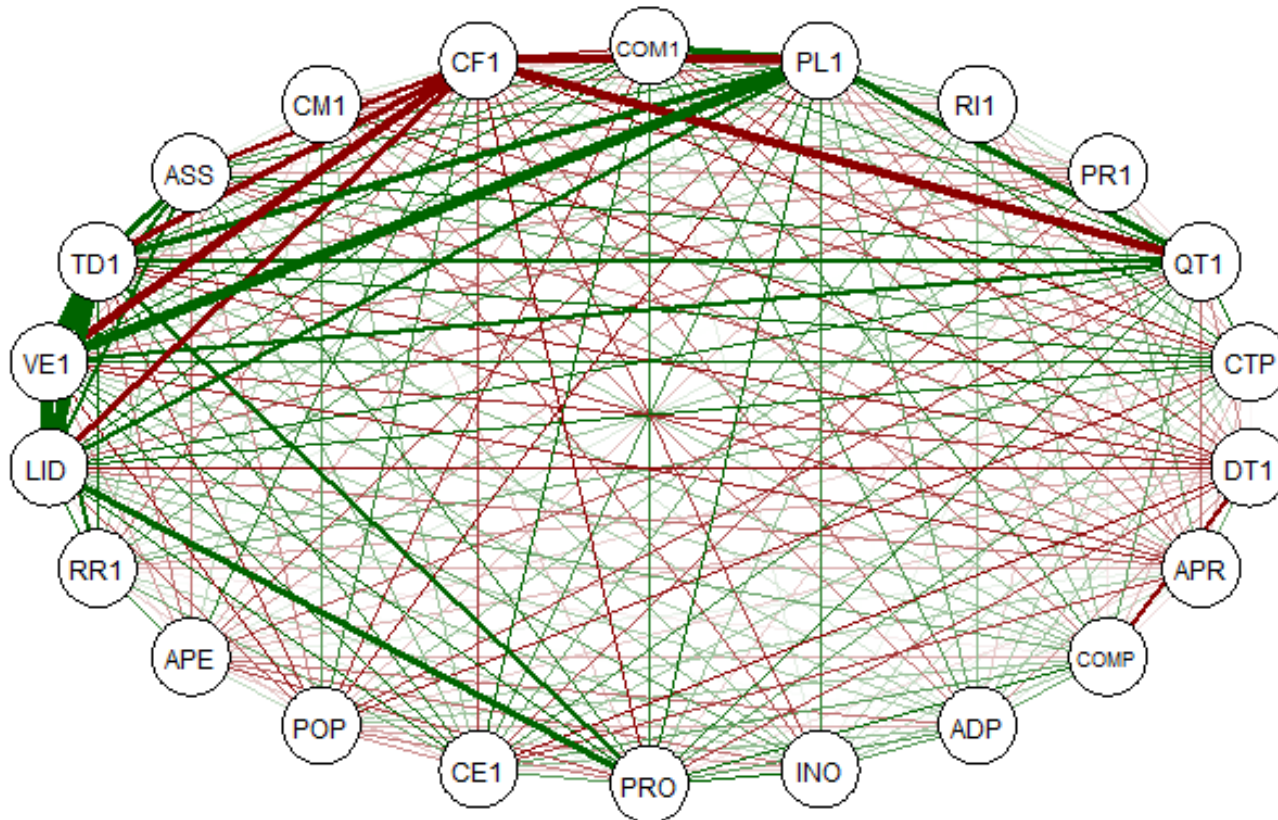 COM1
CF1
PL1
CM1
RI1
ASS
PR1
TD1
QT1
VE1
CTP
LID
DT1
RR1
APR
APE
COMP
POP
ADP
CE1
INO
PRO